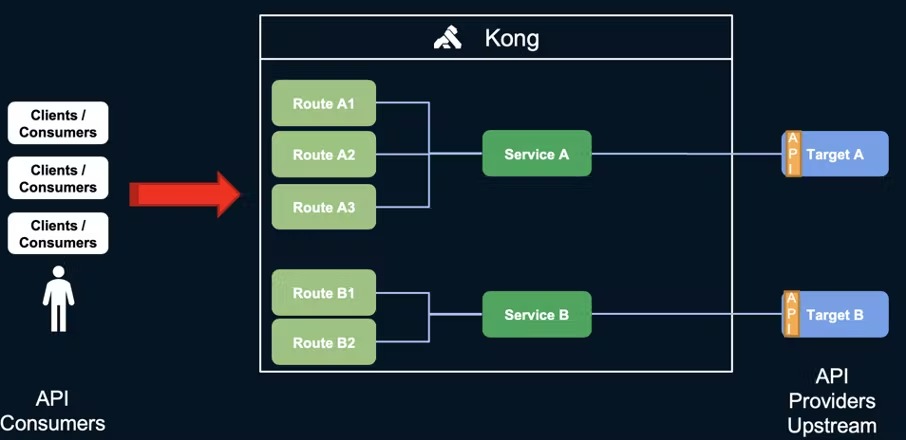 Kong
Clients /
Consumers
Clients /
Consumers
Clients /
Consumers
API
Consumers
Route A1
Route A2
Route A3
Service A
API
Target A
Route B1
Route B2
Service B
API
Target B
API
Providers
Upstream